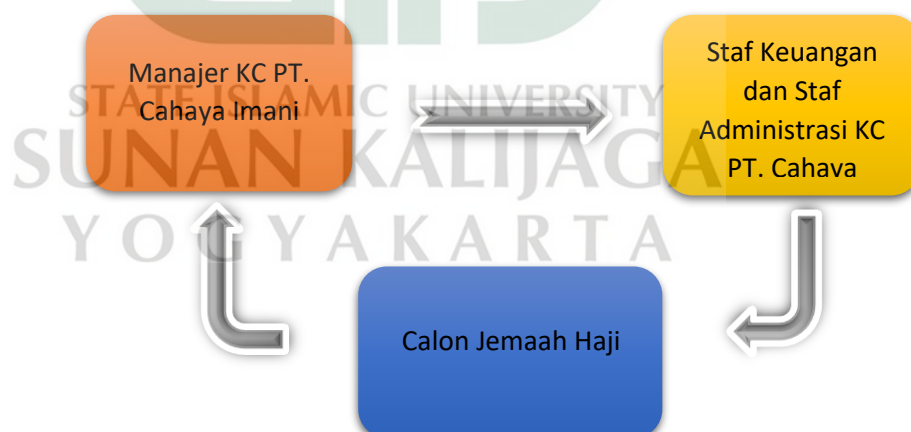 Manajer KC PT.
Cahaya Imani
Staf Keuangan
dan Staf
Administrasi KC
PT. Cahava
Calon Jemaah Haji
STATE ISLAMIC UNIVERSITY
SUNAN KALIJAGA
YOGYAKARTA